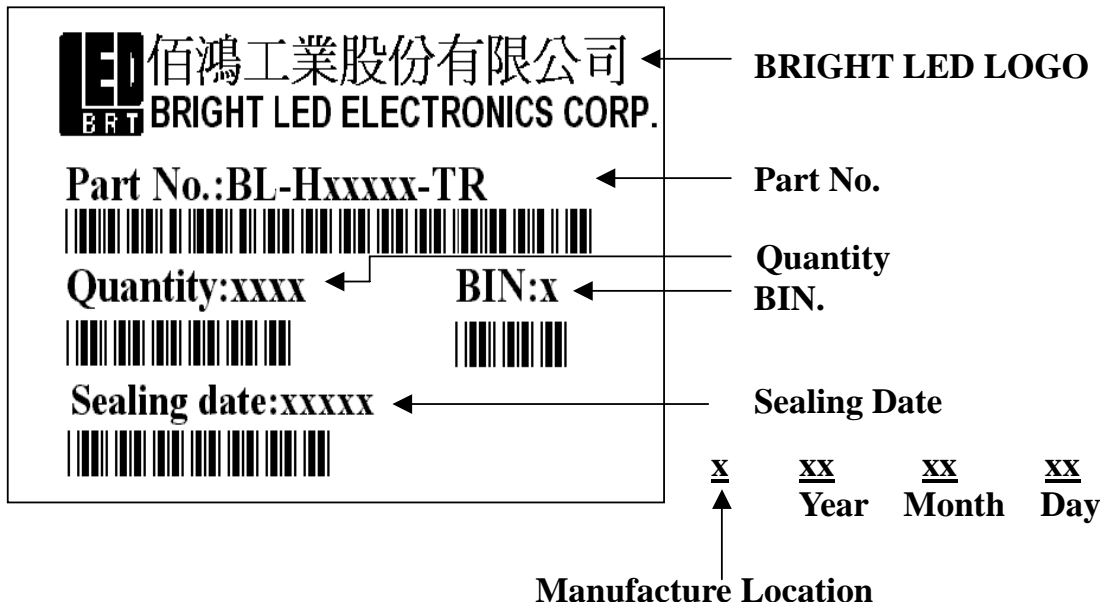 LED 佰鴻工業股份有限公司 BRIGHT LED LOGO
BRT BRIGHT LED ELECTRONICS CORP.
Part No.:BL-Hxxxxx-TR Part No.
Quantity:xxxx BIN:x Quantity
BIN.
Sealing date:xxxxx Sealing Date
x xx xx xx
Year Month Day
Manufacture Location